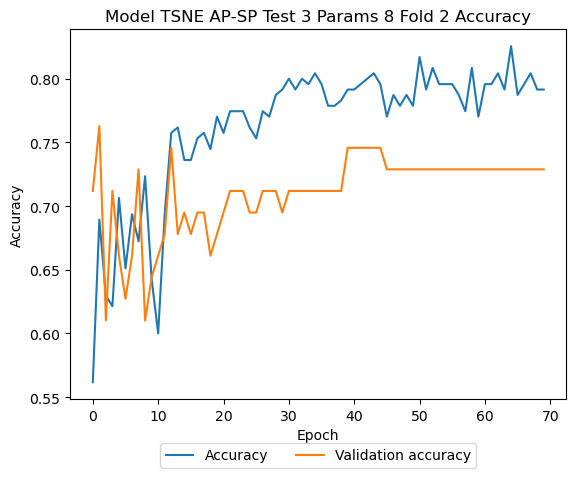 Model TSNE AP-SP Test 3 Params 8 Fold 2 Accuracy
0.80
0.75
0.70
0.65
0.60
0.55
Accuracy
0 10 20 30 40 50 60 70
Epoch
Accuracy Validation accuracy